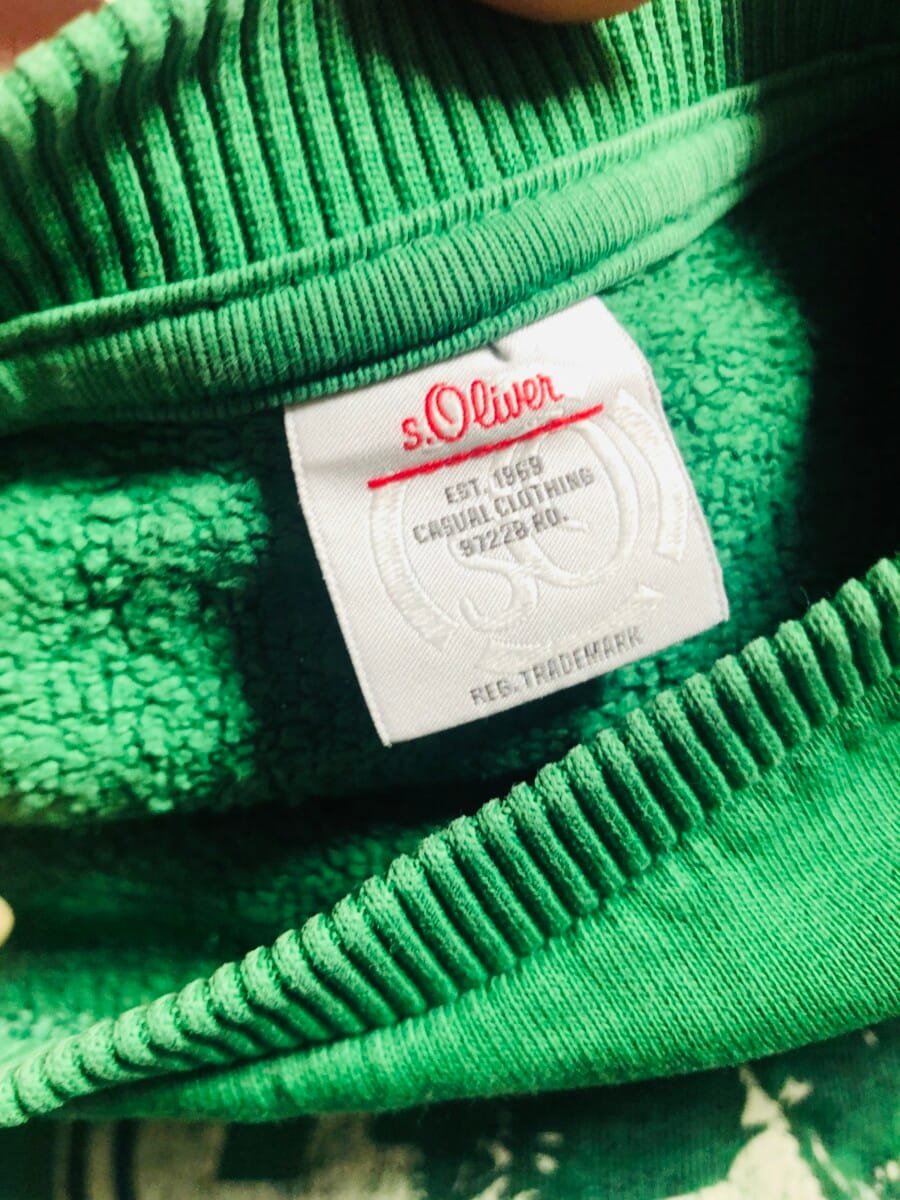 s.Oliver
EST. 1969
CASUAL CLOTHING
97228 RO.
REG. TRADEMARK